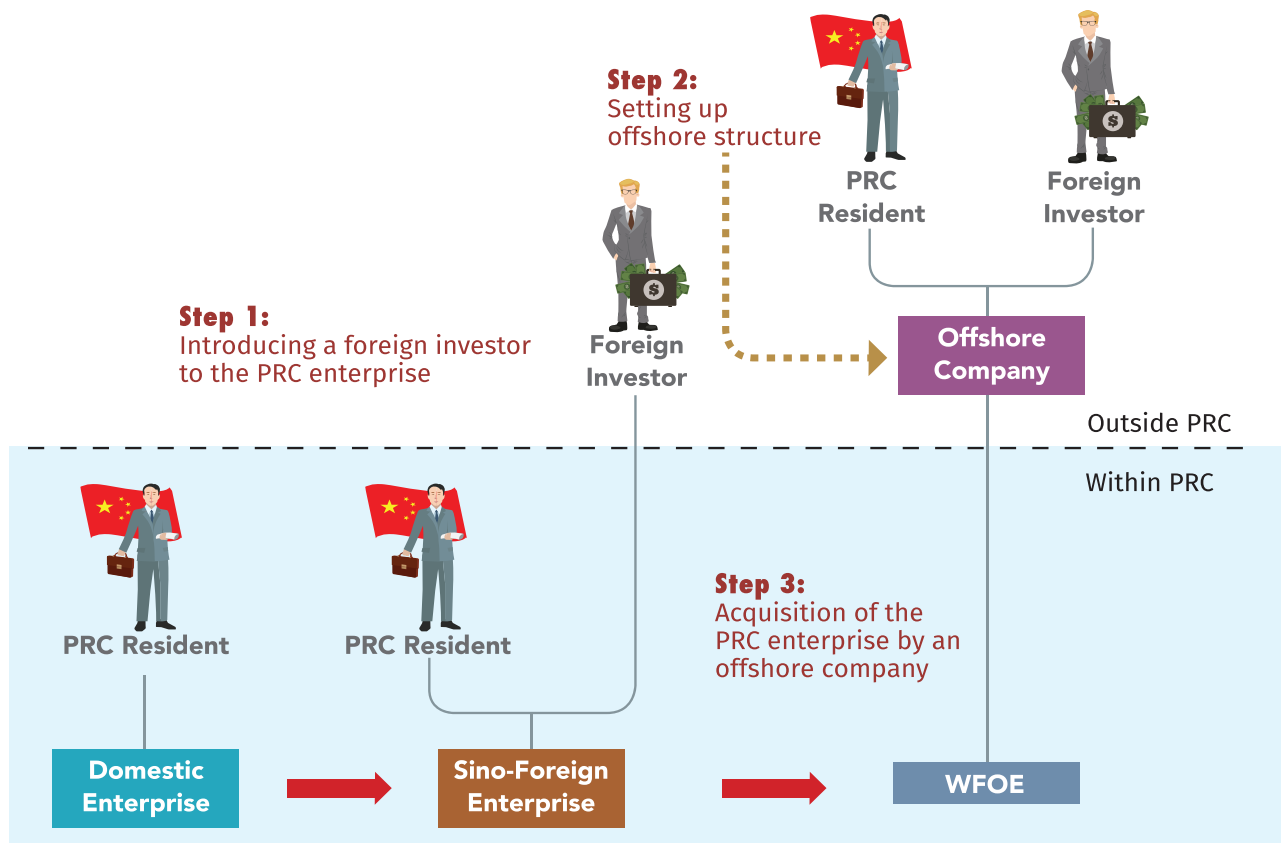 Step 2:
Setting up
offshore structure
PRC
Resident
Foreign
Investor
Step 1:
Introducing a foreign investor
to the PRC enterprise
Foreign
Investor
Offshore
Company
Outside PRC
Within PRC
PRC Resident
PRC Resident
Step 3:
Acquisition of the
PRC enterprise by an
offshore company
Domestic
Enterprise
Sino-Foreign
Enterprise
WFOE
$
$